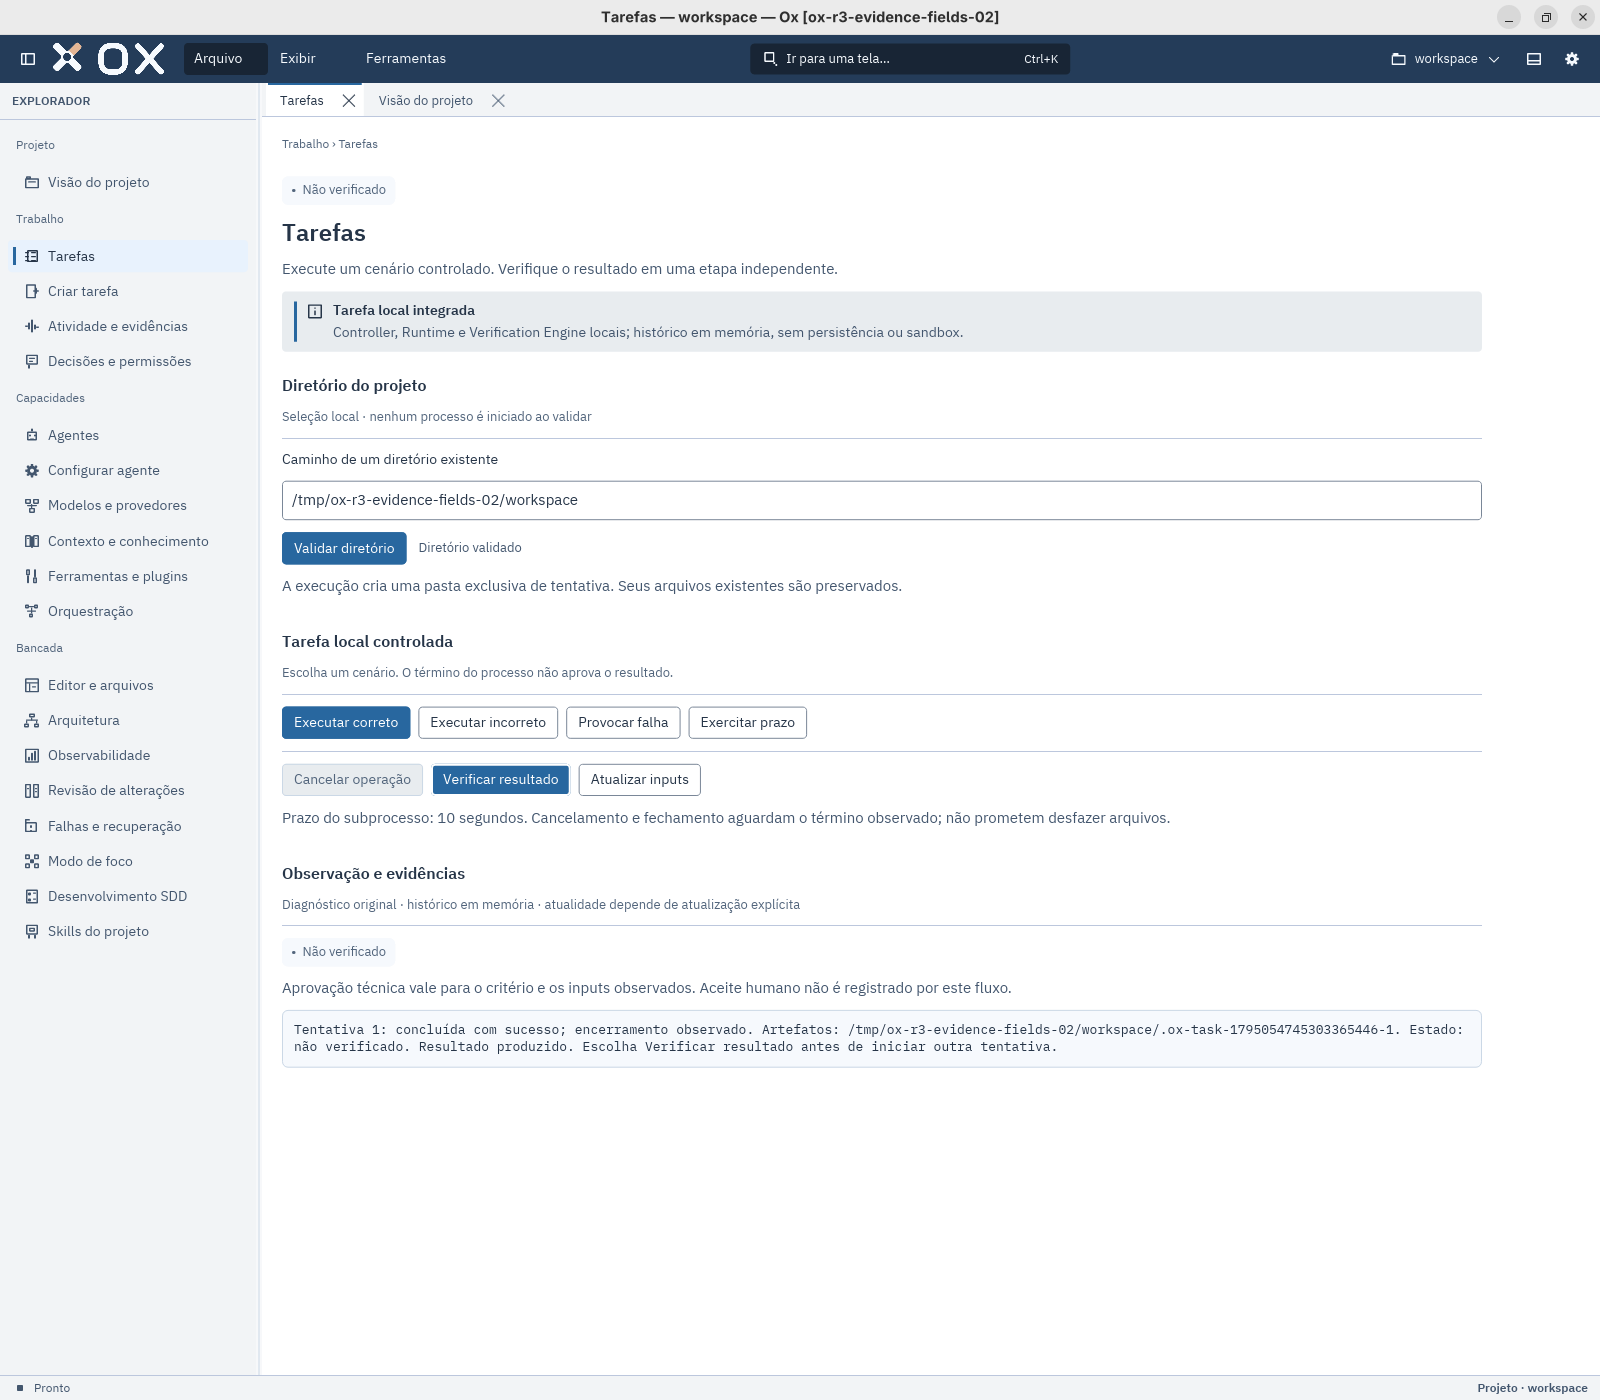 Tarefas — workspace — Ox [ox-r3-evidence-fields-02]
OX
Arquivo
Exibir
Ferramentas
Ir para uma tela...
Ctrl+K
workspace
EXPLORADOR
Projeto
Visão do projeto
Trabalho
Tarefas
Criar tarefa
Atividade e evidências
Decisões e permissões
Capacidades
Agentes
Configurar agente
Modelos e provedores
Contexto e conhecimento
Ferramentas e plugins
Orquestração
Bancada
Editor e arquivos
Arquitetura
Observabilidade
Revisão de alterações
Falhas e recuperação
Modo de foco
Desenvolvimento SDD
Skills do projeto
Tarefas
Visão do projeto
Trabalho › Tarefas
• Não verificado
Tarefas
Execute um cenário controlado. Verifique o resultado em uma etapa independente.
Tarefa local integrada
Controller, Runtime e Verification Engine locais; histórico em memória, sem persistência ou sandbox.
Diretório do projeto
Seleção local · nenhum processo é iniciado ao validar
Caminho de um diretório existente
/tmp/ox-r3-evidence-fields-02/workspace
Validar diretório
Diretório validado
A execução cria uma pasta exclusiva de tentativa. Seus arquivos existentes são preservados.
Tarefa local controlada
Escolha um cenário. O término do processo não aprova o resultado.
Executar correto
Executar incorreto
Provocar falha
Exercitar prazo
Cancelar operação
Verificar resultado
Atualizar inputs
Prazo do subprocesso: 10 segundos. Cancelamento e fechamento aguardam o término observado; não prometem desfazer arquivos.
Observação e evidências
Diagnóstico original · histórico em memória · atualidade depende de atualização explícita
• Não verificado
Aprovação técnica vale para o critério e os inputs observados. Aceite humano não é registrado por este fluxo.
Tentativa 1: concluída com sucesso; encerramento observado. Artefatos: /tmp/ox-r3-evidence-fields-02/workspace/.ox-task-1795054745303365446-1. Estado:
não verificado. Resultado produzido. Escolha Verificar resultado antes de iniciar outra tentativa.
Pronto
Projeto · workspace